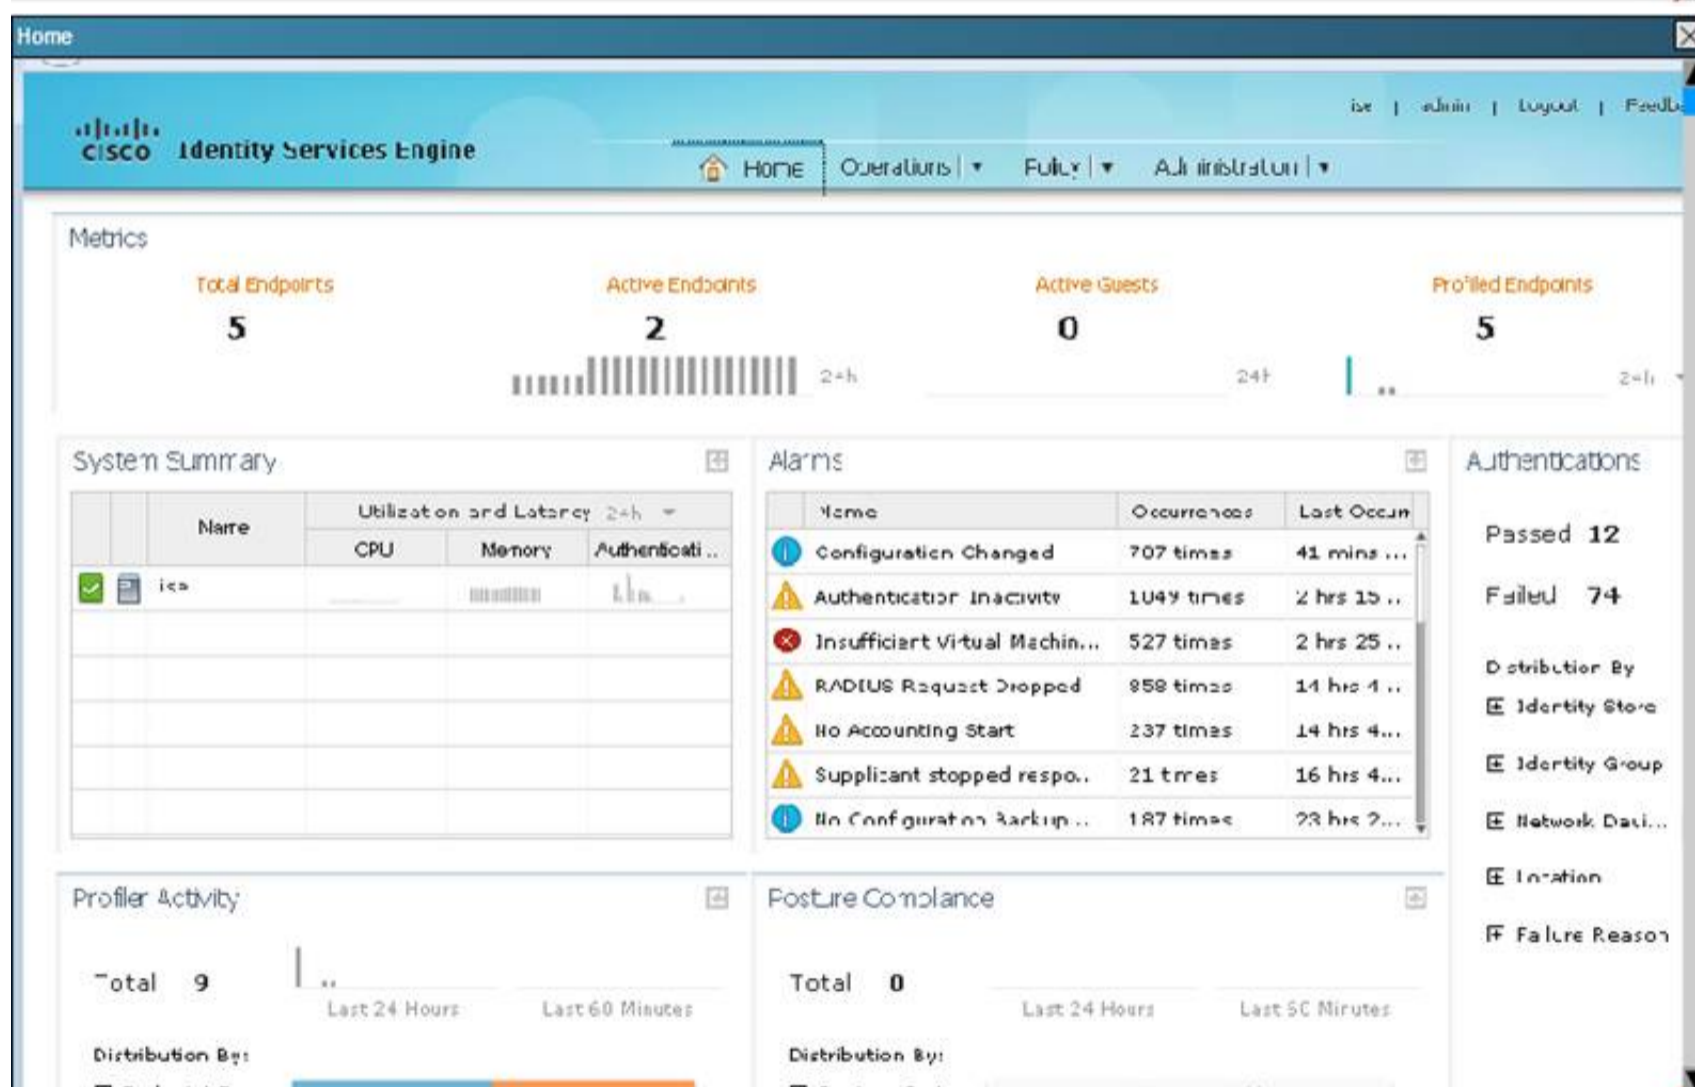 Home
ise | admin | Logout | Feedba
CISCO Identity Services Engine
Home Operations | Policy | Administration |
Metrics
Total Endpoints Active Endpoints Active Guests Profiled Endpoints
5 2 0 5
24h 24h 24h
System Summary Alarms Authentications
Name Utilization and Latency 24h
CPU Memory Authenticati ..
ise
Name Occurrences Last Occurr
Configuration Changed 707 times 41 mins ...
Authentication Inactivity 1049 times 2 hrs 15 ..
Insufficient Virtual Machin... 527 times 2 hrs 25 ..
RADIUS Request Dropped 958 times 14 hrs 4 ..
No Accounting Start 237 times 14 hrs 4...
Supplicant stopped respo.. 21 times 16 hrs 4...
No Configuration Backup ... 187 times 23 hrs 2...
Passed 12
Failed 74
Distribution By
Identity Store
Identity Group
Network Devi...
Location
Failure Reason
Profiler Activity Posture Compliance
Total 9 Total 0
Last 24 Hours Last 60 Minutes Last 24 Hours Last 60 Minutes
Distribution By: Distribution By: